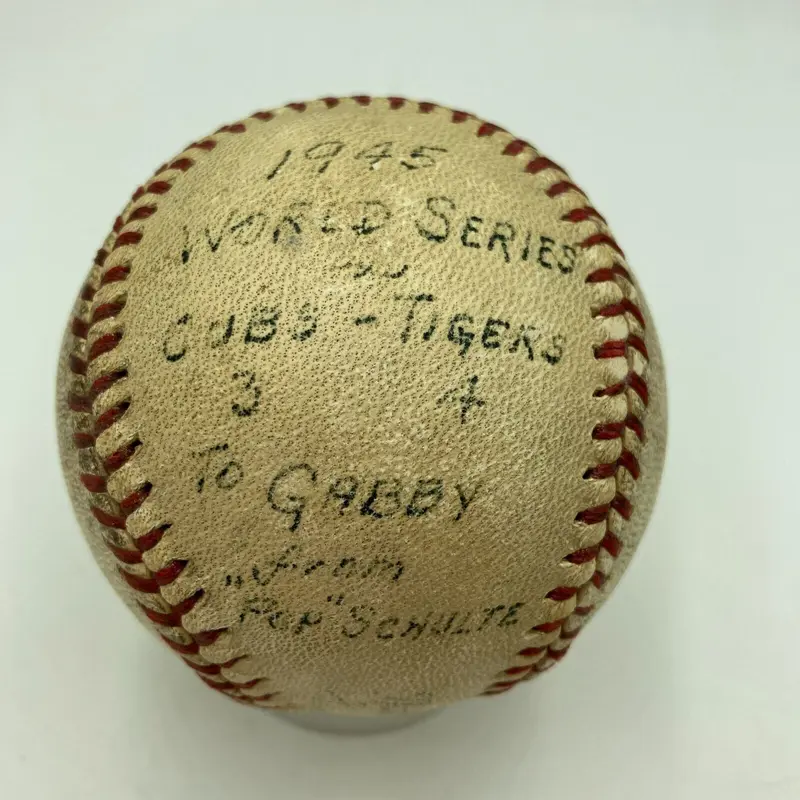 1945
WORLD SERIES
CUBS - TIGERS
3 4
To GABBY
"From
"POP" SCHULTE